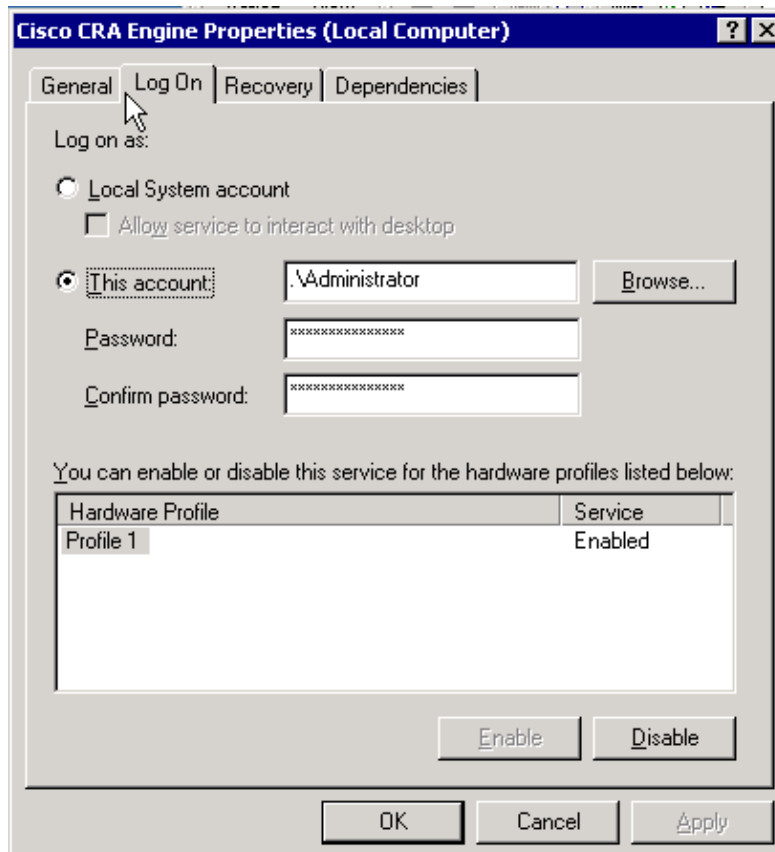 Cisco CRA Engine Properties (Local Computer)
General Log On Recovery Dependencies
Log on as:
Local System account
Allow service to interact with desktop
This account: .\Administrator Browse...
Password: ***************
Confirm password: ***************
You can enable or disable this service for the hardware profiles listed below:
Hardware Profile Service
Profile 1 Enabled
Enable Disable
OK Cancel Apply